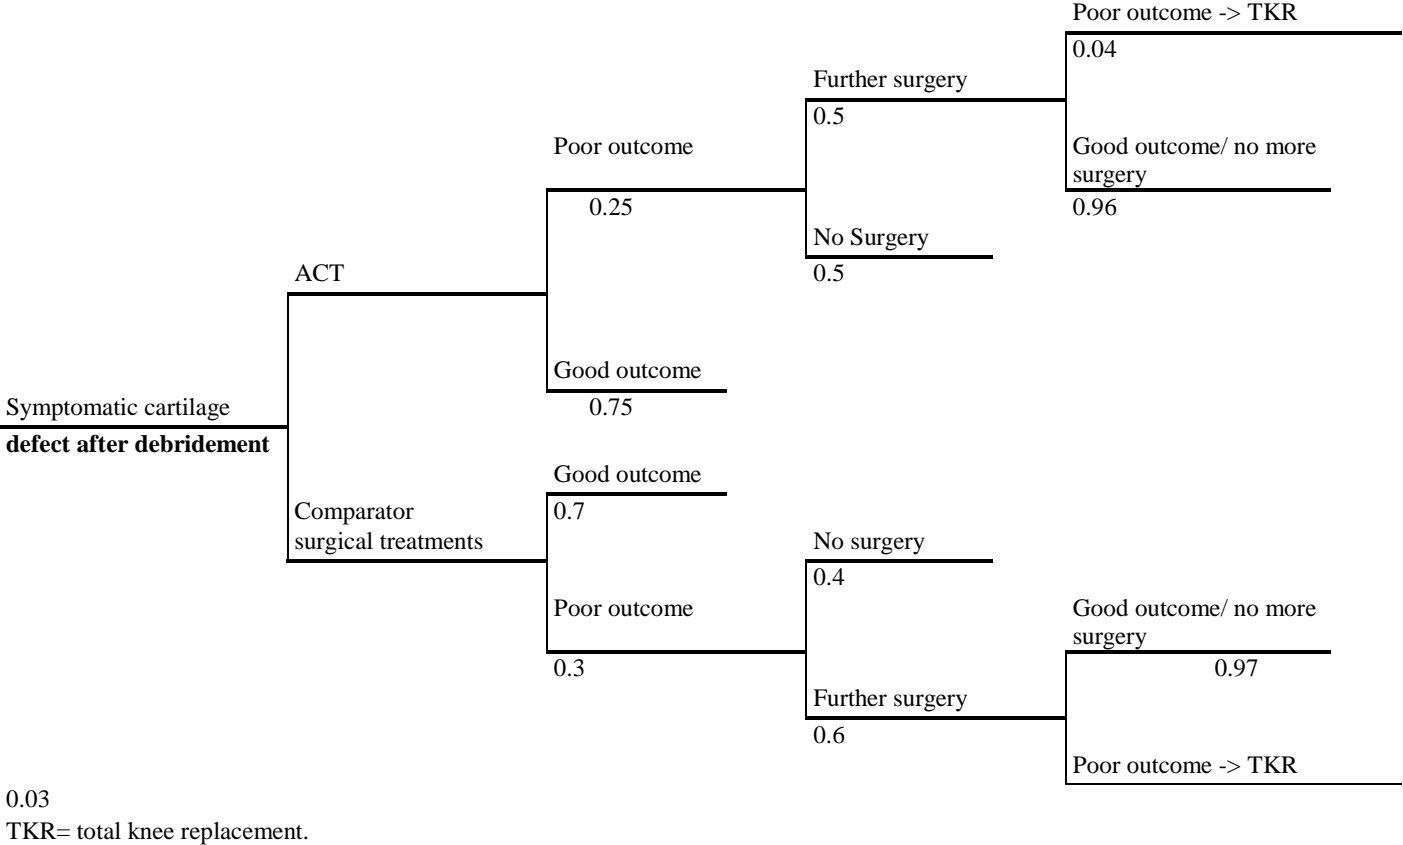 Poor outcome -> TKR
0.04
Further surgery
0.5
Poor outcome
0.25
Good outcome/ no more
surgery
0.96
No Surgery
0.5
ACT
Good outcome
0.75
Symptomatic cartilage
defect after debridement
Good outcome
0.7
Comparator
surgical treatments
No surgery
0.4
Poor outcome
0.3
Good outcome/ no more
surgery
0.97
Further surgery
0.6
Poor outcome -> TKR
0.03
TKR= total knee replacement.